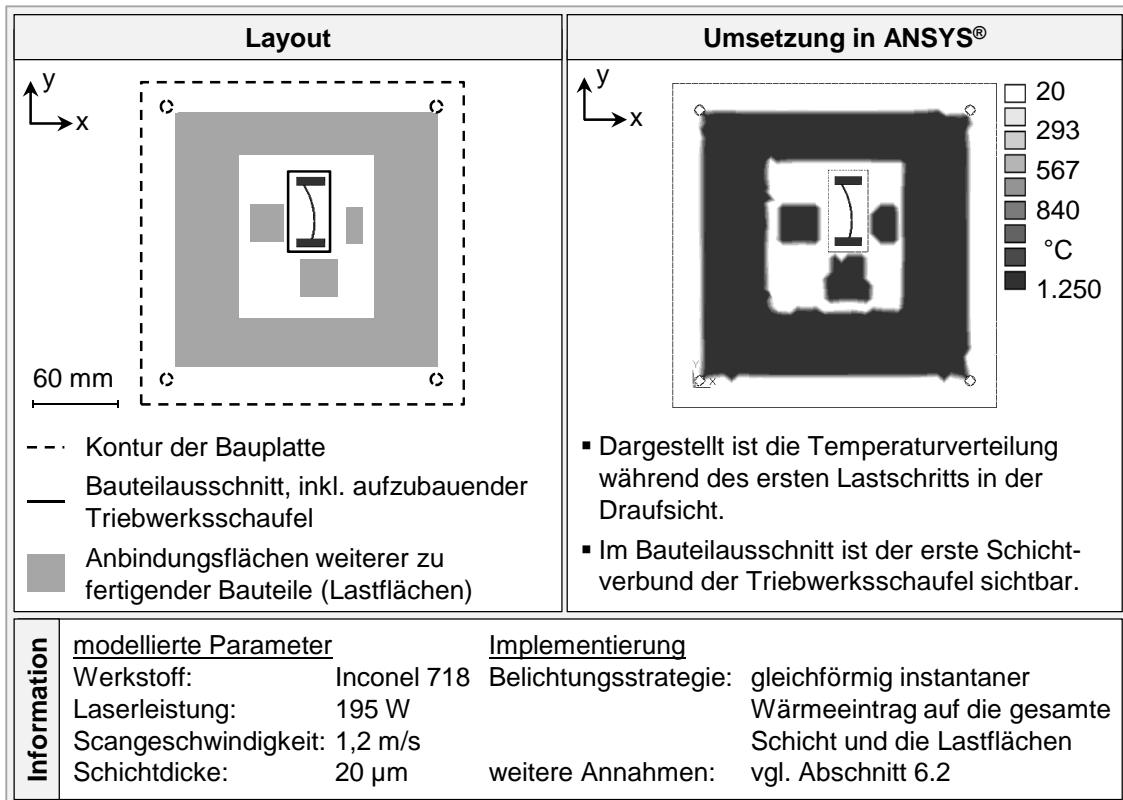 Layout
y
x
60 mm
Kontur der Bauplatte
Bauteilausschnitt, inkl. aufzubauender
Triebwerksschaufel
Anbindungsflächen weiterer zu
fertigender Bauteile (Lastflächen)
Umsetzung in ANSYS®
y
x
20
293
567
840
°C
1.250
Y
X
▪ Dargestellt ist die Temperaturverteilung
während des ersten Lastschritts in der
Draufsicht.
▪ Im Bauteilausschnitt ist der erste Schicht-
verbund der Triebwerksschaufel sichtbar.
Information
modellierte Parameter
Werkstoff: Inconel 718
Laserleistung: 195 W
Scangeschwindigkeit: 1,2 m/s
Schichtdicke: 20 µm
Implementierung
Belichtungsstrategie: gleichförmig instantaner
Wärmeeintrag auf die gesamte
Schicht und die Lastflächen
weitere Annahmen: vgl. Abschnitt 6.2